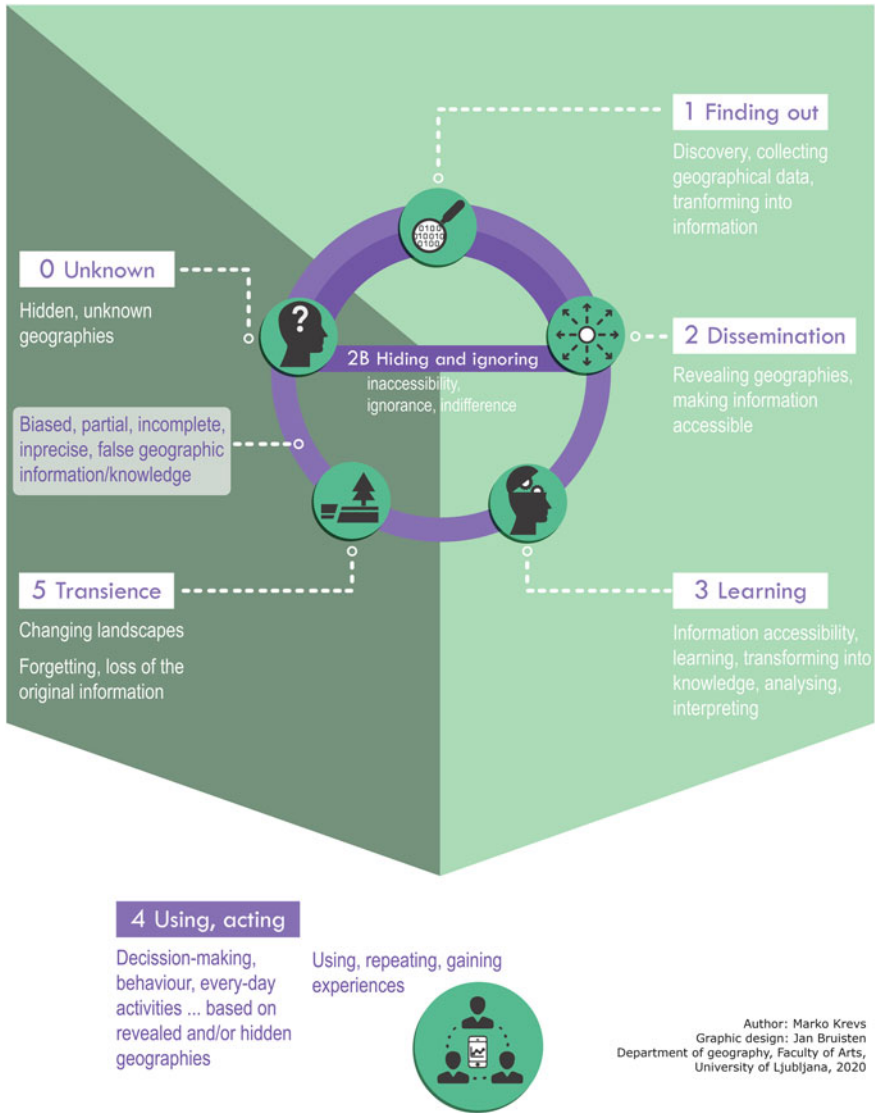 1 Finding out
Discovery, collecting
geographical data,
tranforming into
information
0100
010010
0100
0 Unknown
Hidden, unknown
geographies
?
2B Hiding and ignoring
inaccessibility,
ignorance, indifference
2 Dissemination
Revealing geographies,
making information
accessible
Biased, partial, incomplete,
inprecise, false geographic
information/knowledge
5 Transience
Changing landscapes
Forgetting, loss of the
original information
3 Learning
Information accessibility,
learning, transforming into
knowledge, analysing,
interpreting
4 Using, acting
Decission-making,
behaviour, every-day
activities ... based on
revealed and/or hidden
geographies
Using, repeating, gaining
experiences
Author: Marko Krevs
Graphic design: Jan Bruisten
Department of geography, Faculty of Arts,
University of Ljubljana, 2020